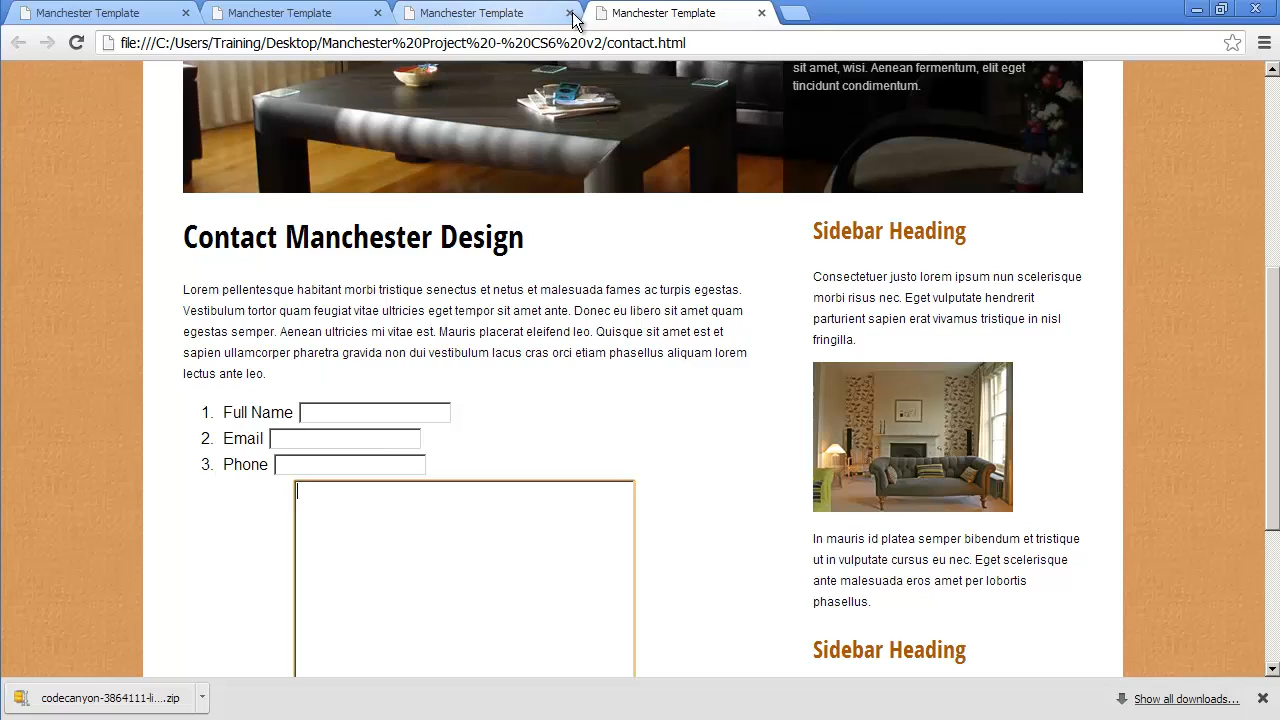 Manchester Template
Manchester Template
Manchester Template
Manchester Template
file:///C:/Users/Training/Desktop/Manchester%20Project%20-%20CS6%20v2/contact.html
sit amet, wisi. Aenean fermentum, elit eget
tincidunt condimentum.
Contact Manchester Design
Lorem pellentesque habitant morbi tristique senectus et netus et malesuada fames ac turpis egestas.
Vestibulum tortor quam feugiat vitae ultricies eget tempor sit amet ante. Donec eu libero sit amet quam
egestas semper. Aenean ultricies mi vitae est. Mauris placerat eleifend leo. Quisque sit amet est et
sapien ullamcorper pharetra gravida non dui vestibulum lacus cras orci etiam phasellus aliquam lorem
lectus ante leo.
1. Full Name
2. Email
3. Phone
Sidebar Heading
Consectetuer justo lorem ipsum nun scelerisque
morbi risus nec. Eget vulputate hendrerit
parturient sapien erat vivamus tristique in nisl
fringilla.
In mauris id platea semper bibendum et tristique
ut in vulputate cursus eu nec. Eget scelerisque
ante malesuada eros amet per lobortis
phasellus.
Sidebar Heading
codecanyon-3864111-li....zip
Show all downloads...